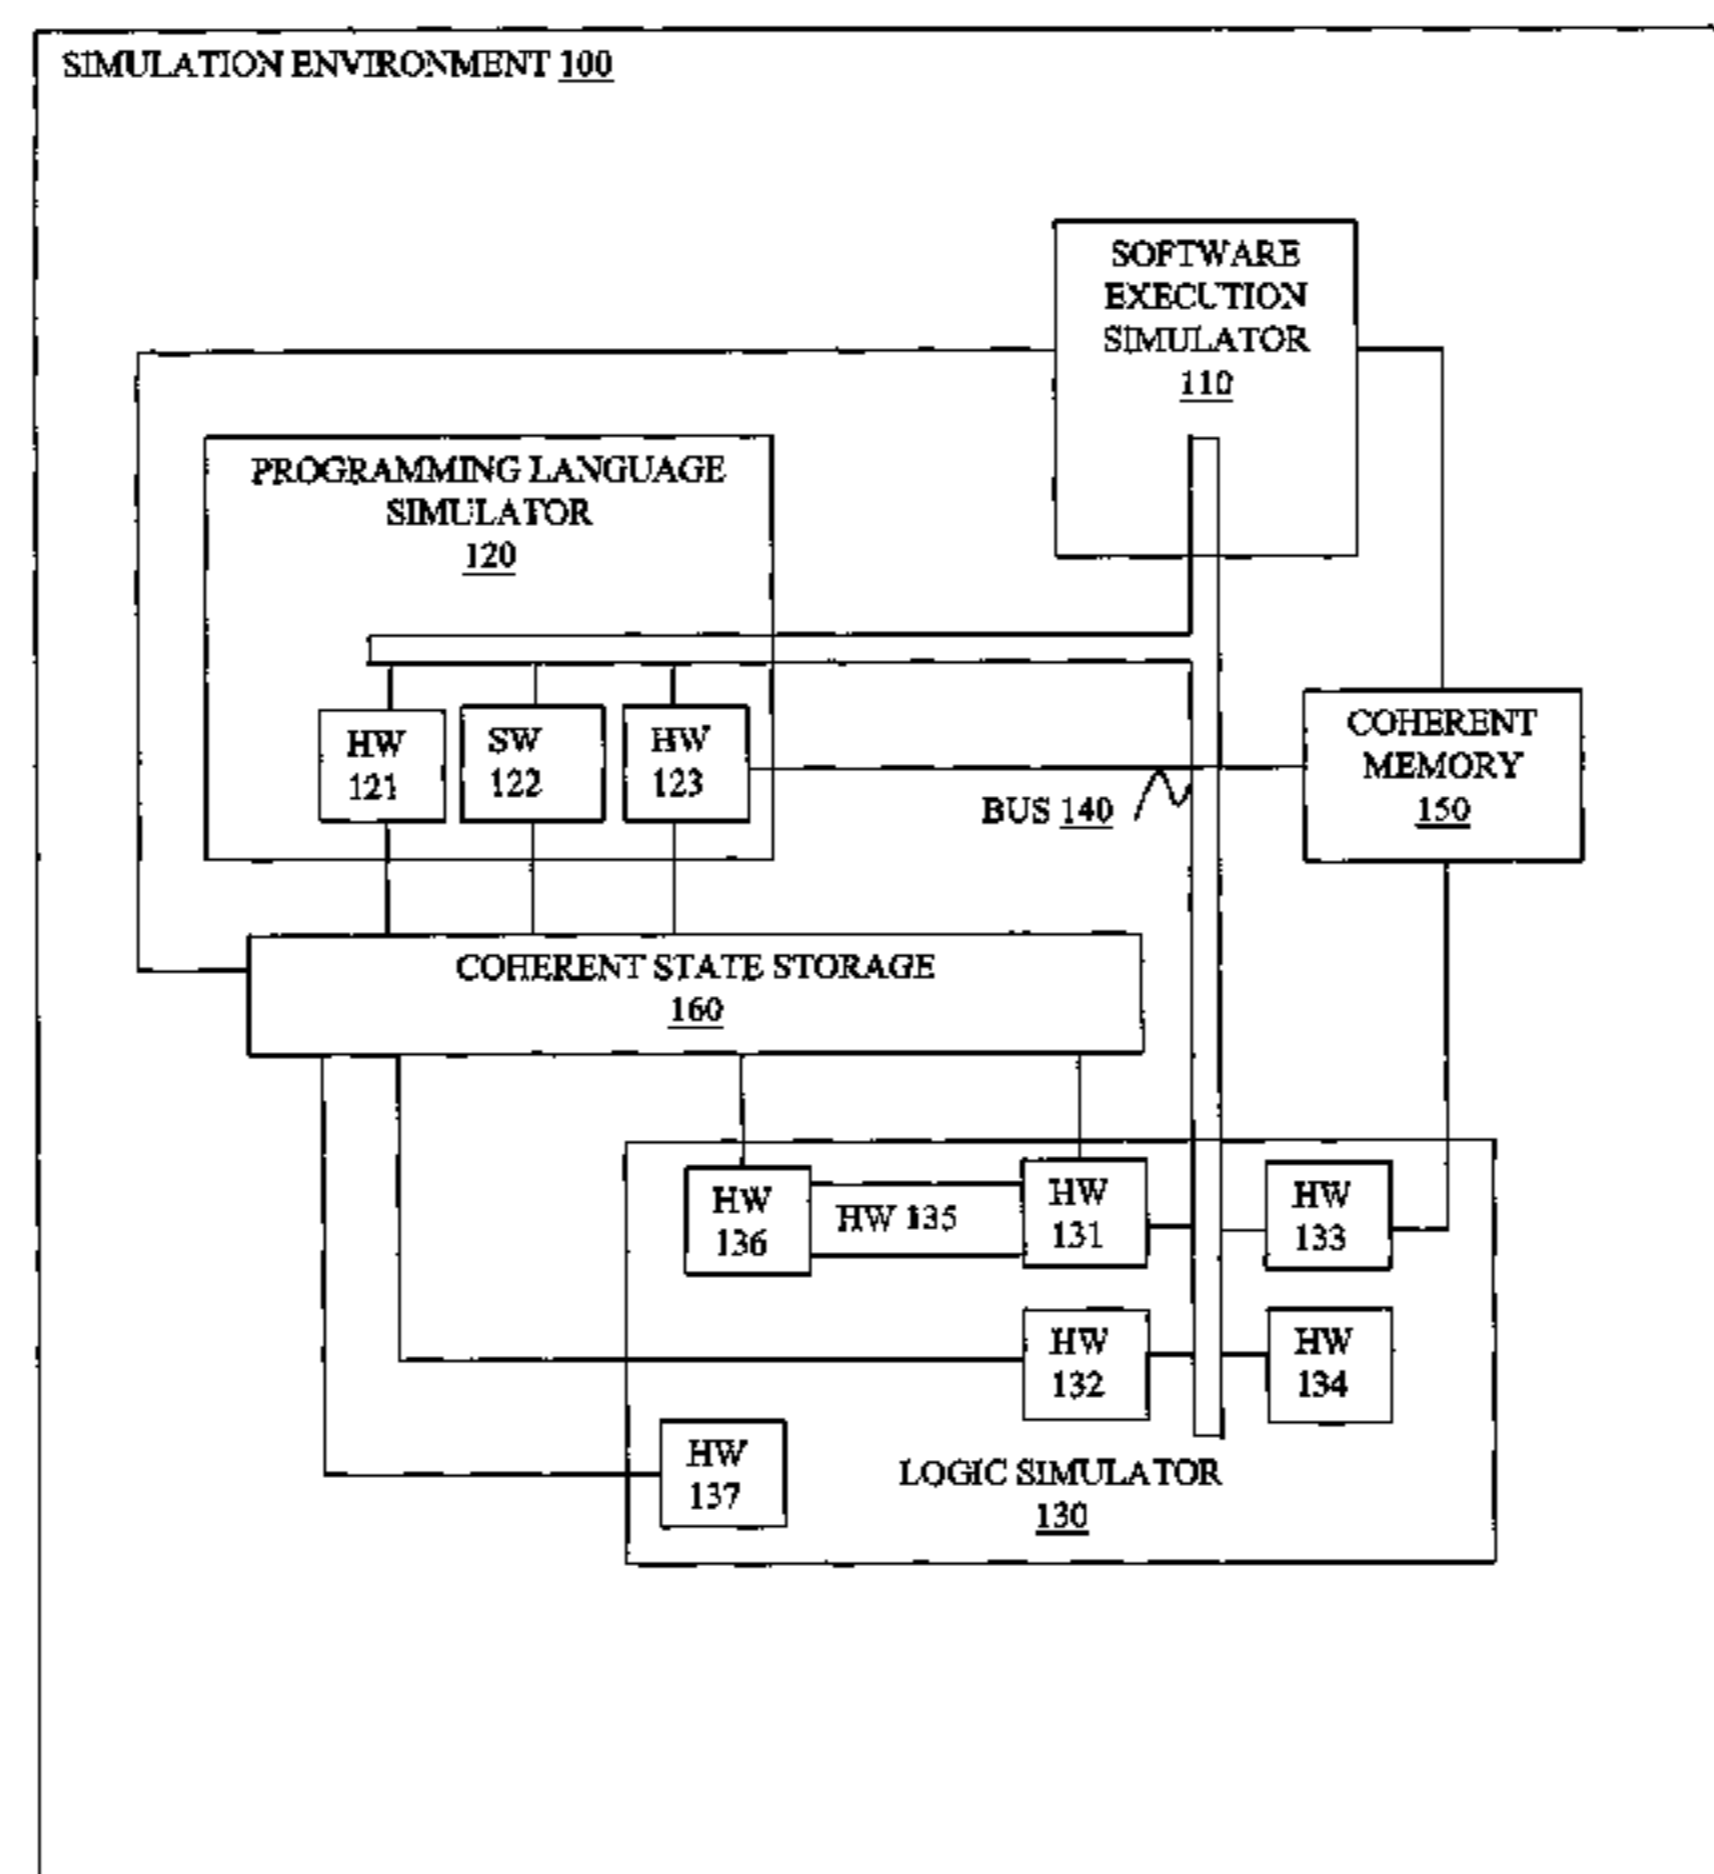 SIMULATION ENVIRONMENT 100
SOFTWARE
EXECUTION
SIMULATOR
110
PROGRAMMING LANGUAGE
SIMULATOR
120
HW
121
SW
122
HW
123
BUS 140
COHERENT
MEMORY
150
COHERENT STATE STORAGE
160
HW
136
HW 135
HW
131
HW
133
HW
132
HW
134
HW
137
LOGIC SIMULATOR
130